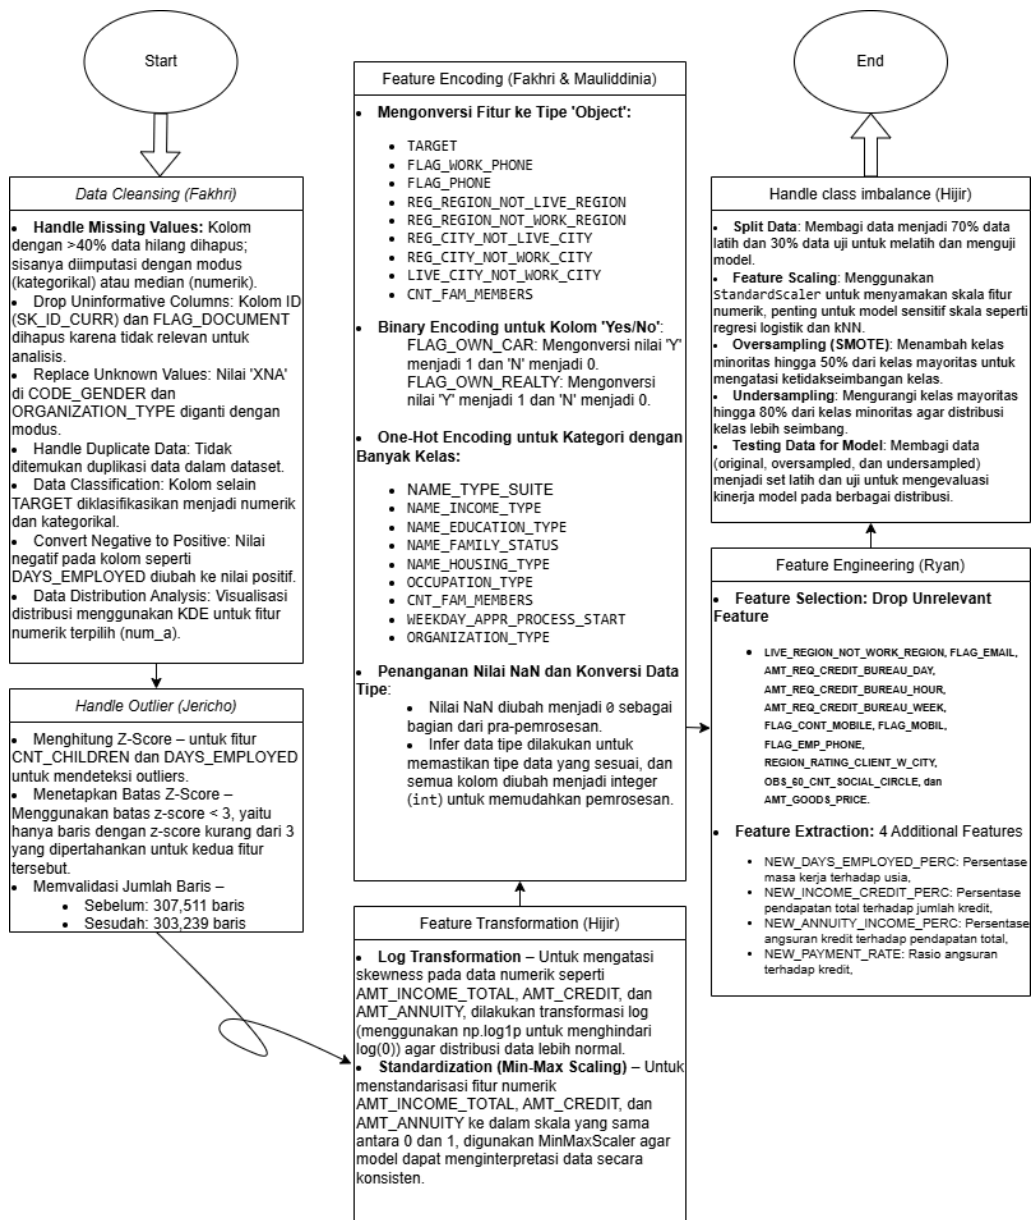 Start
Data Cleansing (Fakhri)
• Handle Missing Values: Kolom
dengan >40% data hilang dihapus;
sisanya diimputasi dengan modus
(kategorikal) atau median (numerik).
• Drop Uninformative Columns: Kolom ID
(SK_ID_CURR) dan FLAG_DOCUMENT
dihapus karena tidak relevan untuk
analisis.
• Replace Unknown Values: Nilai 'XNA'
di CODE_GENDER dan
ORGANIZATION_TYPE diganti dengan
modus.
• Handle Duplicate Data: Tidak
ditemukan duplikasi data dalam dataset.
• Data Classification: Kolom selain
TARGET diklasifikasikan menjadi numerik
dan kategorikal.
• Convert Negative to Positive: Nilai
negatif pada kolom seperti
DAYS_EMPLOYED diubah ke nilai positif.
• Data Distribution Analysis: Visualisasi
distribusi menggunakan KDE untuk fitur
numerik terpilih (num_a).
Handle Outlier (Jericho)
• Menghitung Z-Score – untuk fitur
CNT_CHILDREN dan DAYS_EMPLOYED
untuk mendeteksi outliers.
• Menetapkan Batas Z-Score –
Menggunakan batas z-score < 3, yaitu
hanya baris dengan z-score kurang dari 3
yang dipertahankan untuk kedua fitur
tersebut.
• Memvalidasi Jumlah Baris –
• Sebelum: 307,511 baris
• Sesudah: 303,239 baris
Feature Transformation (Hijir)
• Log Transformation – Untuk mengatasi
skewness pada data numerik seperti
AMT_INCOME_TOTAL, AMT_CREDIT, dan
AMT_ANNUITY, dilakukan transformasi log
(menggunakan np.log1p untuk menghindari
log(0)) agar distribusi data lebih normal.
• Standardization (Min-Max Scaling) – Untuk
menstandarisasi fitur numerik
AMT_INCOME_TOTAL, AMT_CREDIT, dan
AMT_ANNUITY ke dalam skala yang sama
antara 0 dan 1, digunakan MinMaxScaler agar
model dapat menginterpretasi data secara
konsisten.
Feature Encoding (Fakhri & Mauliddinia)
• Mengonversi Fitur ke Tipe 'Object':
• TARGET
• FLAG_WORK_PHONE
• FLAG_PHONE
• REG_REGION_NOT_LIVE_REGION
• REG_REGION_NOT_WORK_REGION
• REG_CITY_NOT_LIVE_CITY
• REG_CITY_NOT_WORK_CITY
• LIVE_CITY_NOT_WORK_CITY
• CNT_FAM_MEMBERS
• Binary Encoding untuk Kolom 'Yes/No':
FLAG_OWN_CAR: Mengonversi nilai 'Y'
menjadi 1 dan 'N' menjadi 0.
FLAG_OWN_REALTY: Mengonversi
nilai 'Y' menjadi 1 dan 'N' menjadi 0.
• One-Hot Encoding untuk Kategori dengan
Banyak Kelas:
• NAME_TYPE_SUITE
• NAME_INCOME_TYPE
• NAME_EDUCATION_TYPE
• NAME_FAMILY_STATUS
• NAME_HOUSING_TYPE
• OCCUPATION_TYPE
• CNT_FAM_MEMBERS
• WEEKDAY_APPR_PROCESS_START
• ORGANIZATION_TYPE
• Penanganan Nilai NaN dan Konversi Data
Tipe:
• Nilai NaN diubah menjadi 0 sebagai
bagian dari pra-pemrosesan.
• Infer data tipe dilakukan untuk
memastikan tipe data yang sesuai, dan
semua kolom diubah menjadi integer
(int) untuk memudahkan pemrosesan.
Feature Engineering (Ryan)
• Feature Selection: Drop Unrelevant
Feature
• LIVE_REGION_NOT_WORK_REGION, FLAG_EMAIL,
AMT_REQ_CREDIT_BUREAU_DAY,
AMT_REQ_CREDIT_BUREAU_HOUR,
AMT_REQ_CREDIT_BUREAU_WEEK,
FLAG_CONT_MOBILE, FLAG_MOBIL,
FLAG_EMP_PHONE,
REGION_RATING_CLIENT_W_CITY,
OBS_60_CNT_SOCIAL_CIRCLE, dan
AMT_GOODS_PRICE.
• Feature Extraction: 4 Additional Features
• NEW_DAYS_EMPLOYED_PERC: Persentase
masa kerja terhadap usia,
• NEW_INCOME_CREDIT_PERC: Persentase
pendapatan total terhadap jumlah kredit,
• NEW_ANNUITY_INCOME_PERC: Persentase
angsuran kredit terhadap pendapatan total,
• NEW_PAYMENT_RATE: Rasio angsuran
terhadap kredit,
Handle class imbalance (Hijir)
• Split Data: Membagi data menjadi 70% data
latih dan 30% data uji untuk melatih dan menguji
model.
• Feature Scaling: Menggunakan
StandardScaler untuk menyamakan skala fitur
numerik, penting untuk model sensitif skala seperti
regresi logistik dan kNN.
• Oversampling (SMOTE): Menambah kelas
minoritas hingga 50% dari kelas mayoritas untuk
mengatasi ketidakseimbangan kelas.
• Undersampling: Mengurangi kelas mayoritas
hingga 80% dari kelas minoritas agar distribusi
kelas lebih seimbang.
• Testing Data for Model: Membagi data
(original, oversampled, dan undersampled)
menjadi set latih dan uji untuk mengevaluasi
kinerja model pada berbagai distribusi.
End